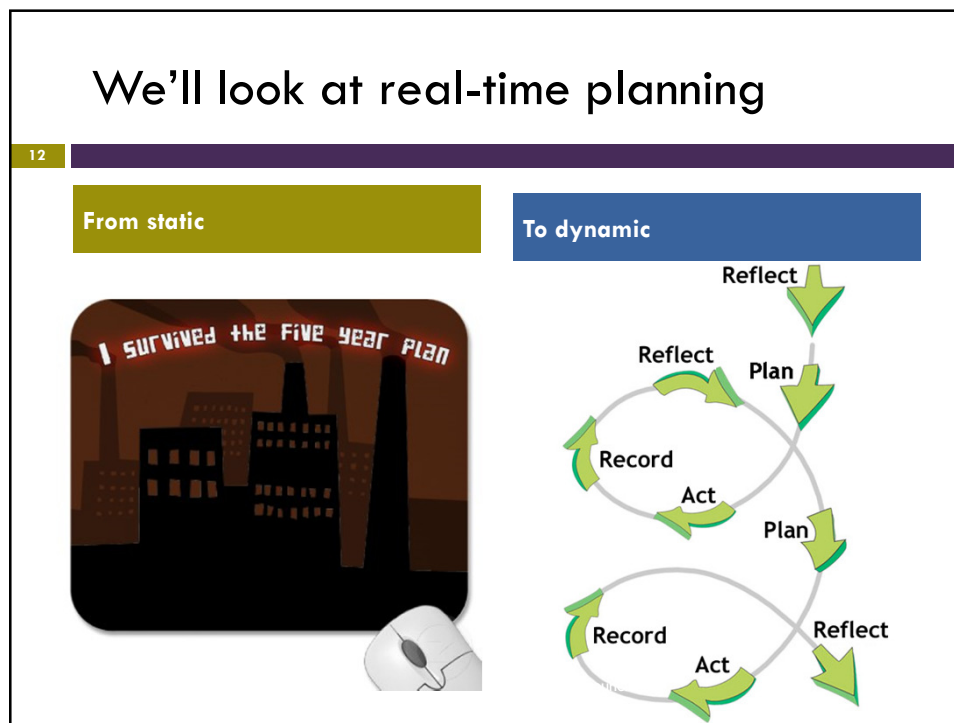 We'll look at real-time planning
12
From static
I survived the Five year Plan
To dynamic
Reflect
Reflect
Plan
Record
Act
Plan
Record
Reflect
Act